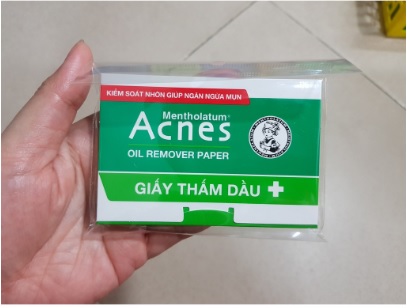 KIỂM SOÁT NHỜN GIÚP NGĂN NGỪA MỤN
Mentholatum®
Acnes
OIL REMOVER PAPER
GIẤY THẤM DẦU